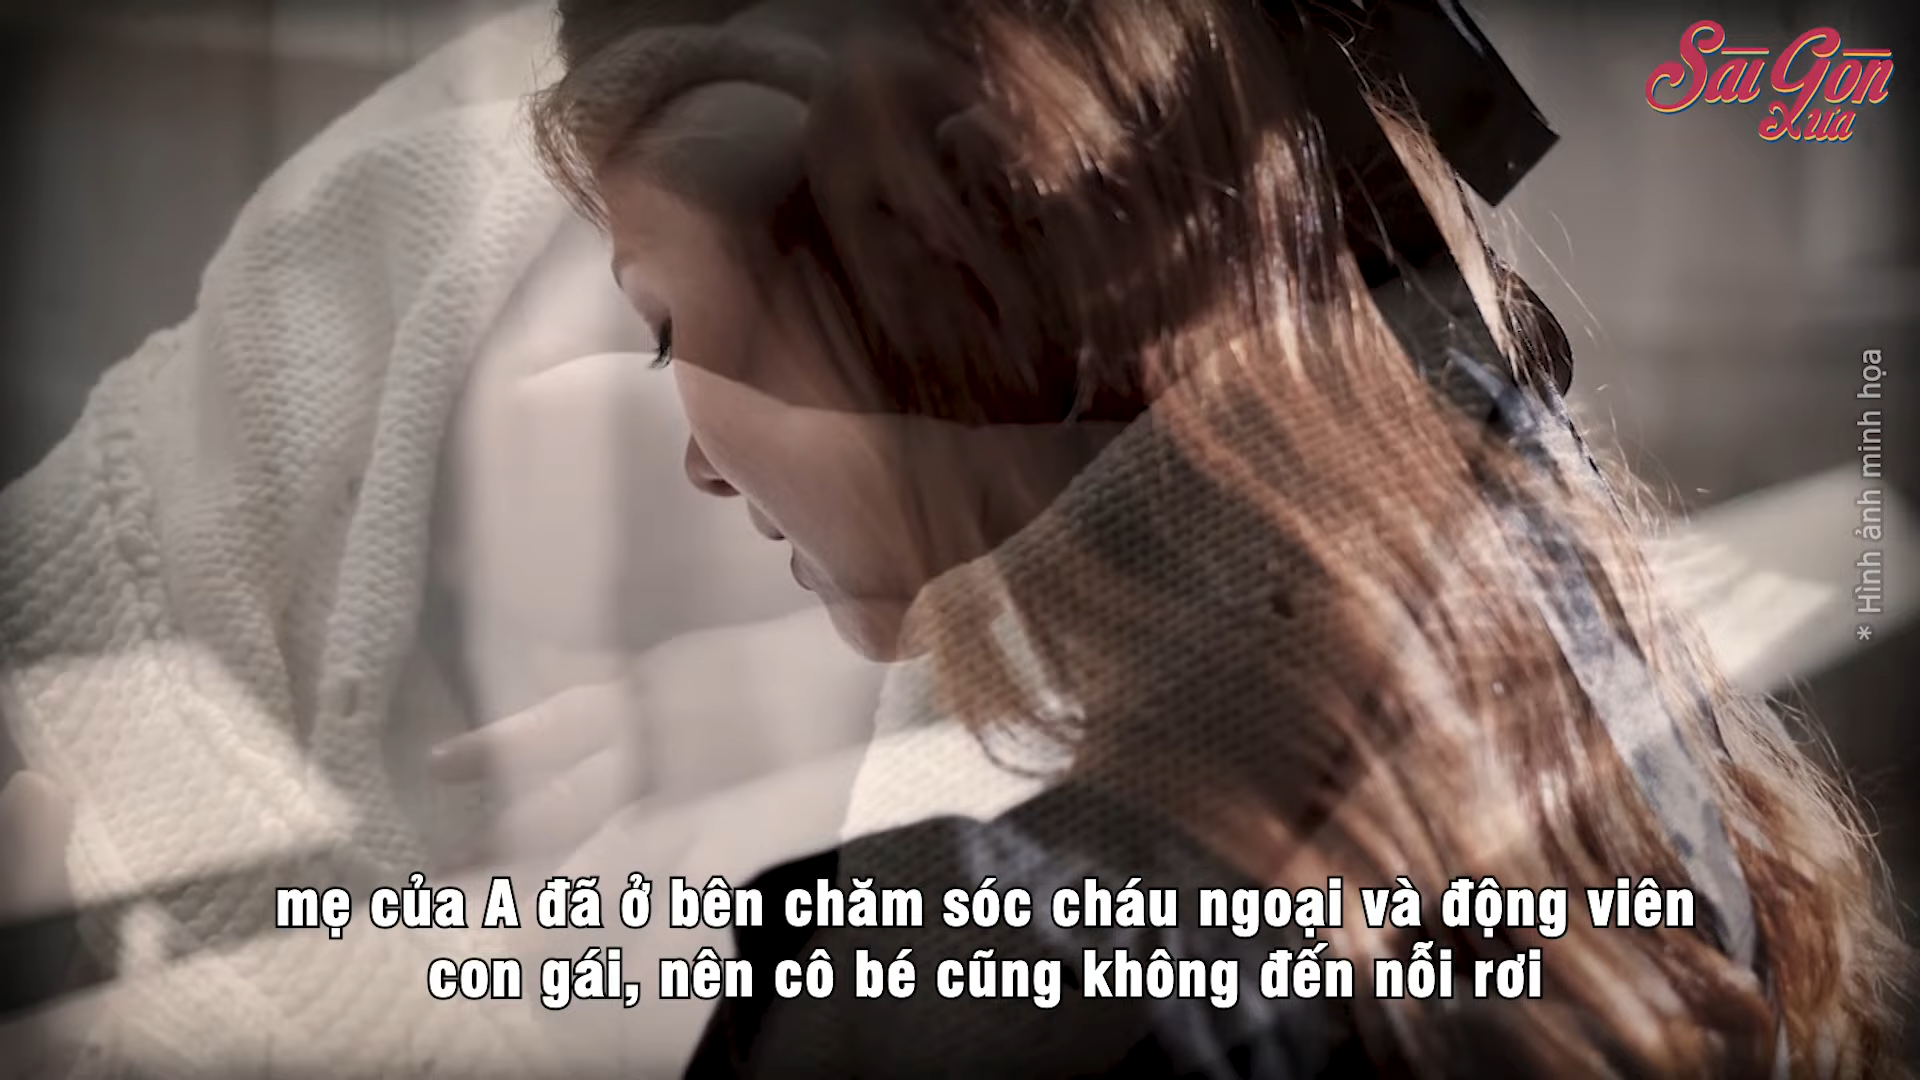 Sài Gòn
Xưa
* Hình ảnh minh họa
mẹ của A đã ở bên chăm sóc cháu ngoại và động viên
con gái, nên cô bé cũng không đến nỗi rơi